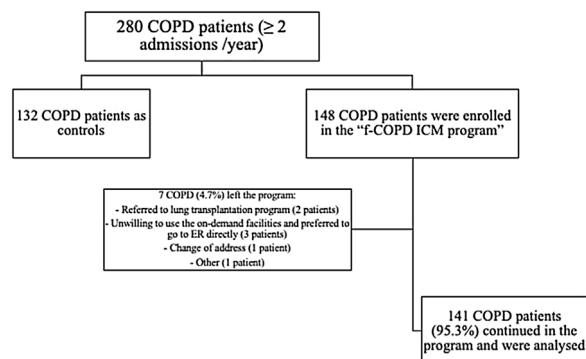 280 COPD patients (≥ 2
admissions /year)
132 COPD patients as
controls
148 COPD patients were enrolled
in the “f-COPD ICM program”
7 COPD (4.7%) left the program:
- Referred to lung transplantation program (2 patients)
- Unwilling to use the on-demand facilities and preferred to
go to ER directly (3 patients)
- Change of address (1 patient)
- Other (1 patient)
141 COPD patients
(95.3%) continued in the
program and were analysed